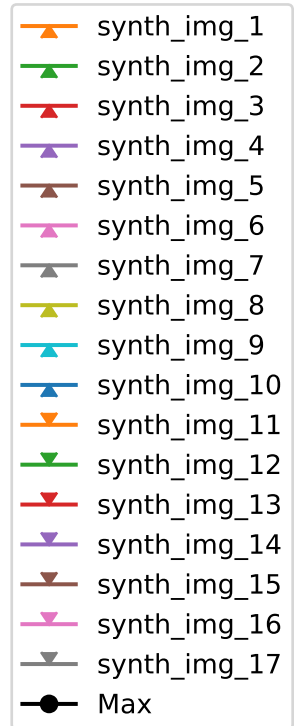 synth_img_1
synth_img_2
synth_img_3
synth_img_4
synth_img_5
synth_img_6
synth_img_7
synth_img_8
synth_img_9
synth_img_10
synth_img_11
synth_img_12
synth_img_13
synth_img_14
synth_img_15
synth_img_16
synth_img_17
Max